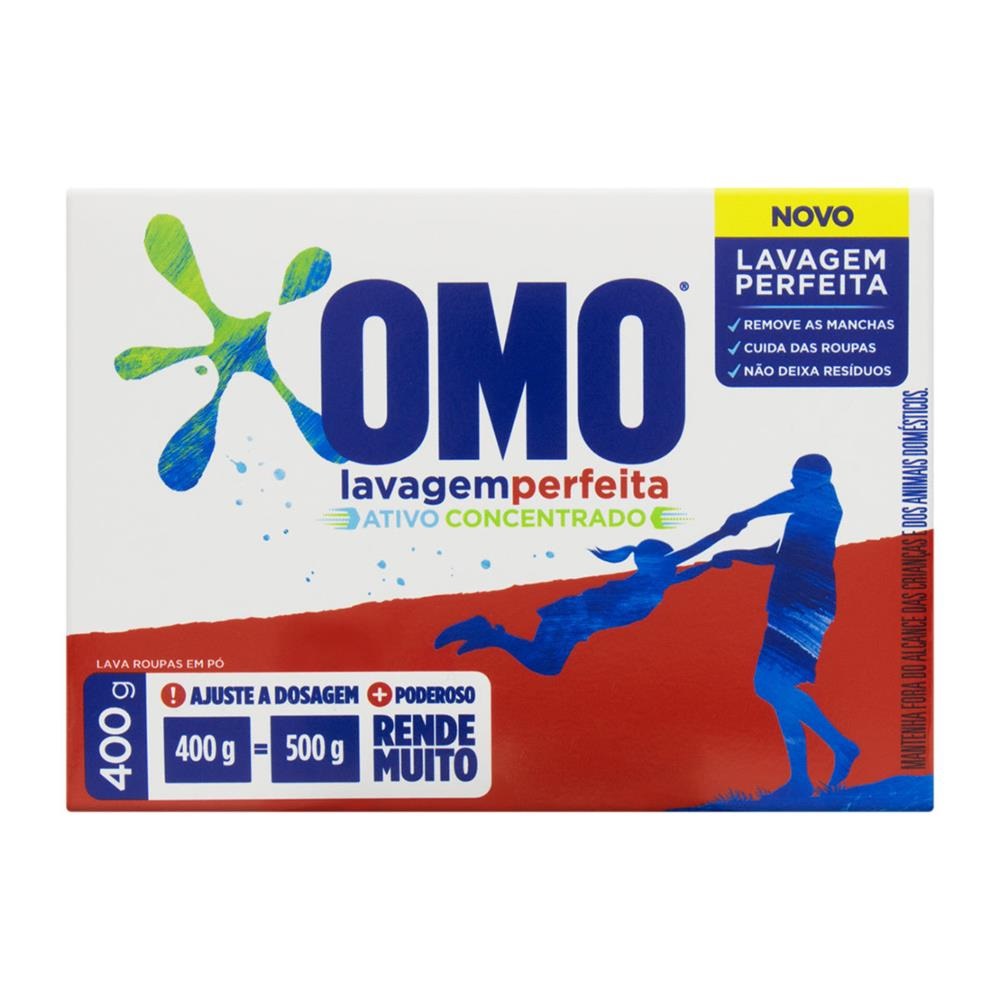 NOVO
LAVAGEM
PERFEITA
✓ REMOVE AS MANCHAS
✓ CUIDA DAS ROUPAS
✓ NÃO DEIXA RESÍDUOS
OMO®
lavagemperfeita
ATIVO CONCENTRADO
MANTENHA FORA DO ALCANCE DAS CRIANÇAS E DOS ANIMAIS DOMÉSTICOS.
LAVA ROUPAS EM PÓ
400 g
! AJUSTE A DOSAGEM + PODEROSO
400 g = 500 g
RENDE
MUITO